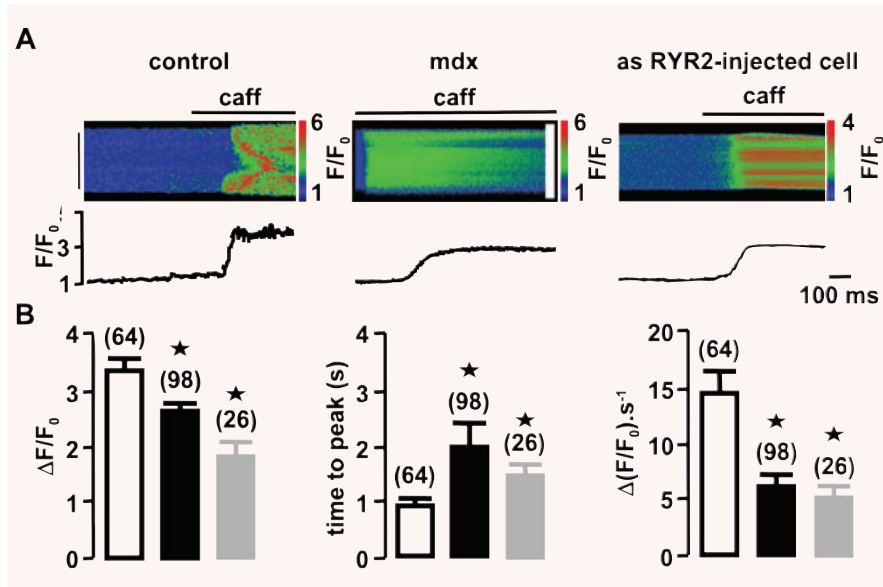 A
control
mdx
as RYR2-injected cell
caff
caff
caff
6
F/F0
1
6
F/F0
1
4
F/F0
1
F/F0
3
1
100 ms
B
ΔF/F0
4
3
2
1
0
(64)
★
(98)
★
(26)
time to peak (s)
4
3
2
1
0
(64)
★
(98)
★
(26)
Δ(F/F0).s-1
20
15
10
5
0
(64)
★
(98)
★
(26)